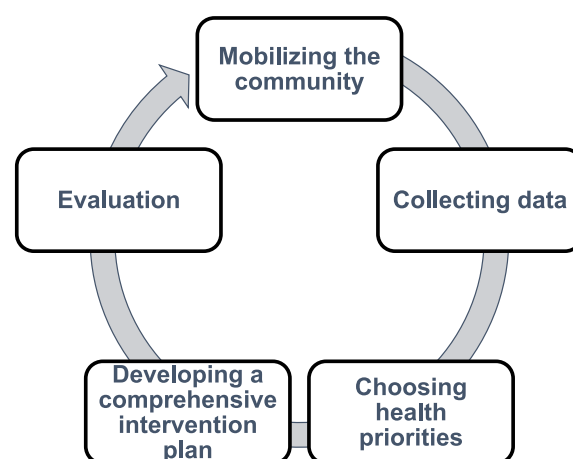 Mobilizing the
community
Collecting data
Choosing
health
priorities
Developing a
comprehensive
intervention
plan
Evaluation